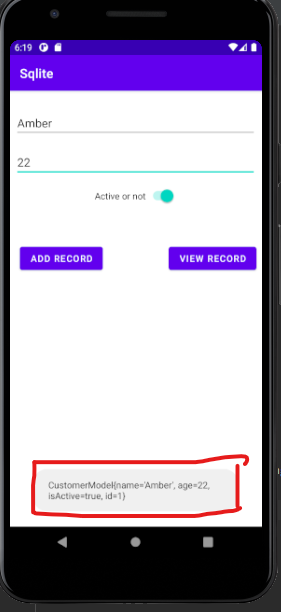 6:19
Sqlite
Amber
22
Active or not
ADD RECORD
VIEW RECORD
CustomerModel{name='Amber', age=22,
isActive=true, id=1}